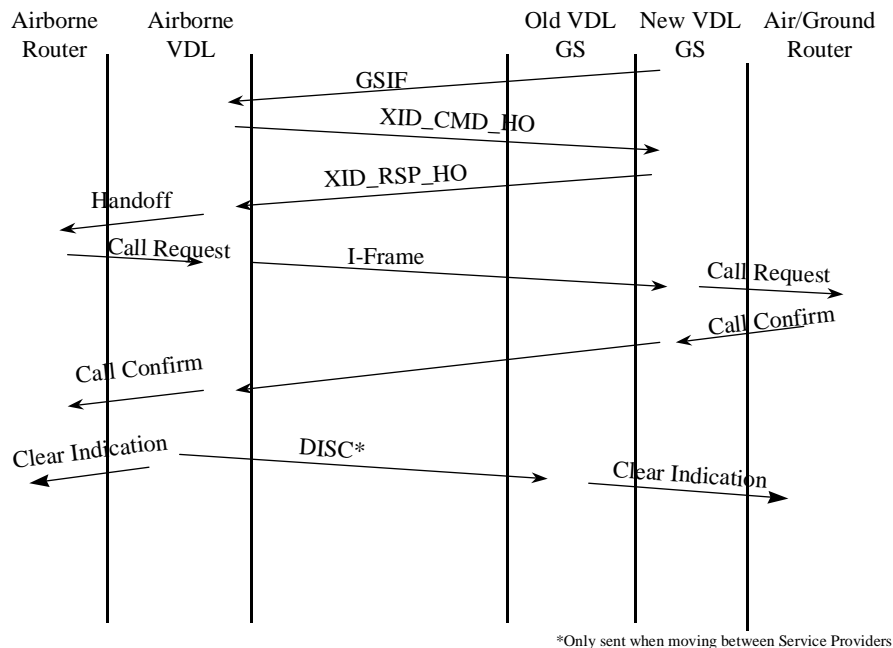 Airborne
Router
Airborne
VDL
Old VDL
GS
New VDL
GS
Air/Ground
Router
GSIF
XID_CMD_HO
XID_RSP_HO
Handoff
Call Request
I-Frame
Call Request
Call Confirm
Call Confirm
Clear Indication
DISC*
Clear Indication
*Only sent when moving between Service Providers